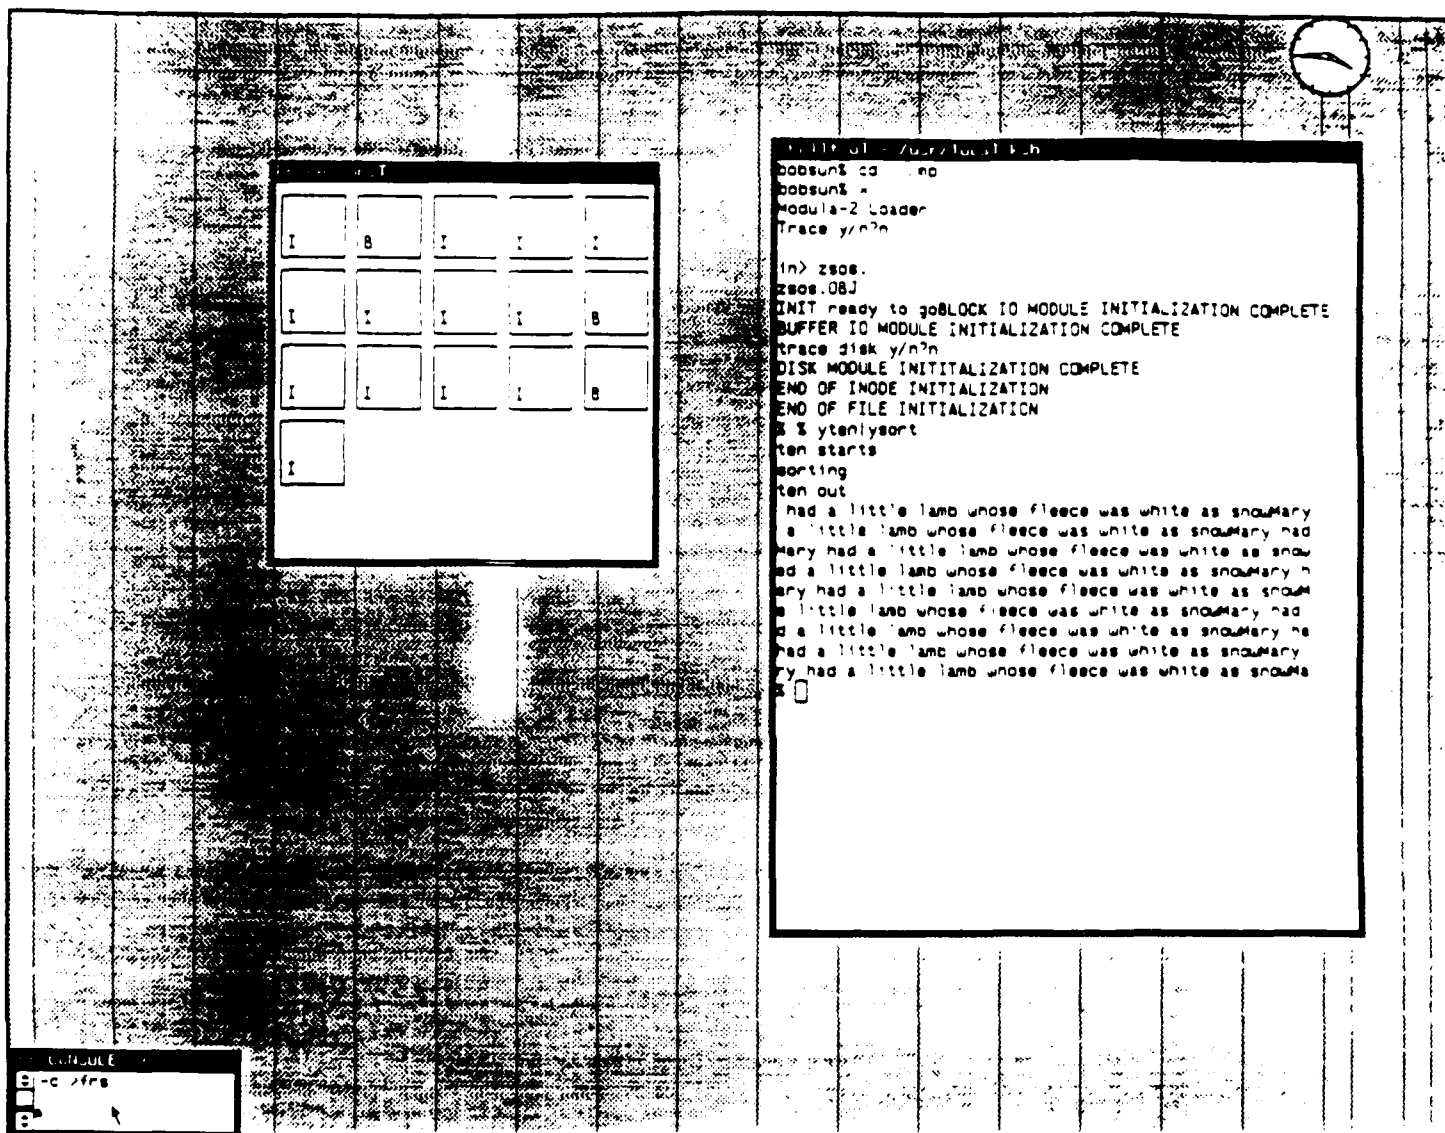 I B I I I
I I I I B
I I I I B
I
/usr/local/ksh
bobsun% cd
bobsun%
Modula-2 Loader
Trace y/n?n
in> zsos.
zsos.OBJ
INIT ready to goBLOCK IO MODULE INITIALIZATION COMPLETE
BUFFER IO MODULE INITIALIZATION COMPLETE
trace disk y/n?n
DISK MODULE INITITALIZATION COMPLETE
END OF INODE INITIALIZATION
END OF FILE INITIALIZATION
% % ytenlysort
ten starts
sorting
ten out
had a little lamb whose fleece was white as snowMary
a little lamb whose fleece was white as snowMary had
Mary had a little lamb whose fleece was white as snow
ad a little lamb whose fleece was white as snowMary h
ary had a little lamb whose fleece was white as snowM
a little lamb whose fleece was white as snowMary had
d a little lamb whose fleece was white as snowMary ha
had a little lamb whose fleece was white as snowMary
ry had a little lamb whose fleece was white as snowMa
%
CONSOLE